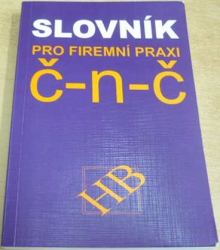 SLOVNÍK
PRO FIREMNÍ PRAXI
č-n-č
HB